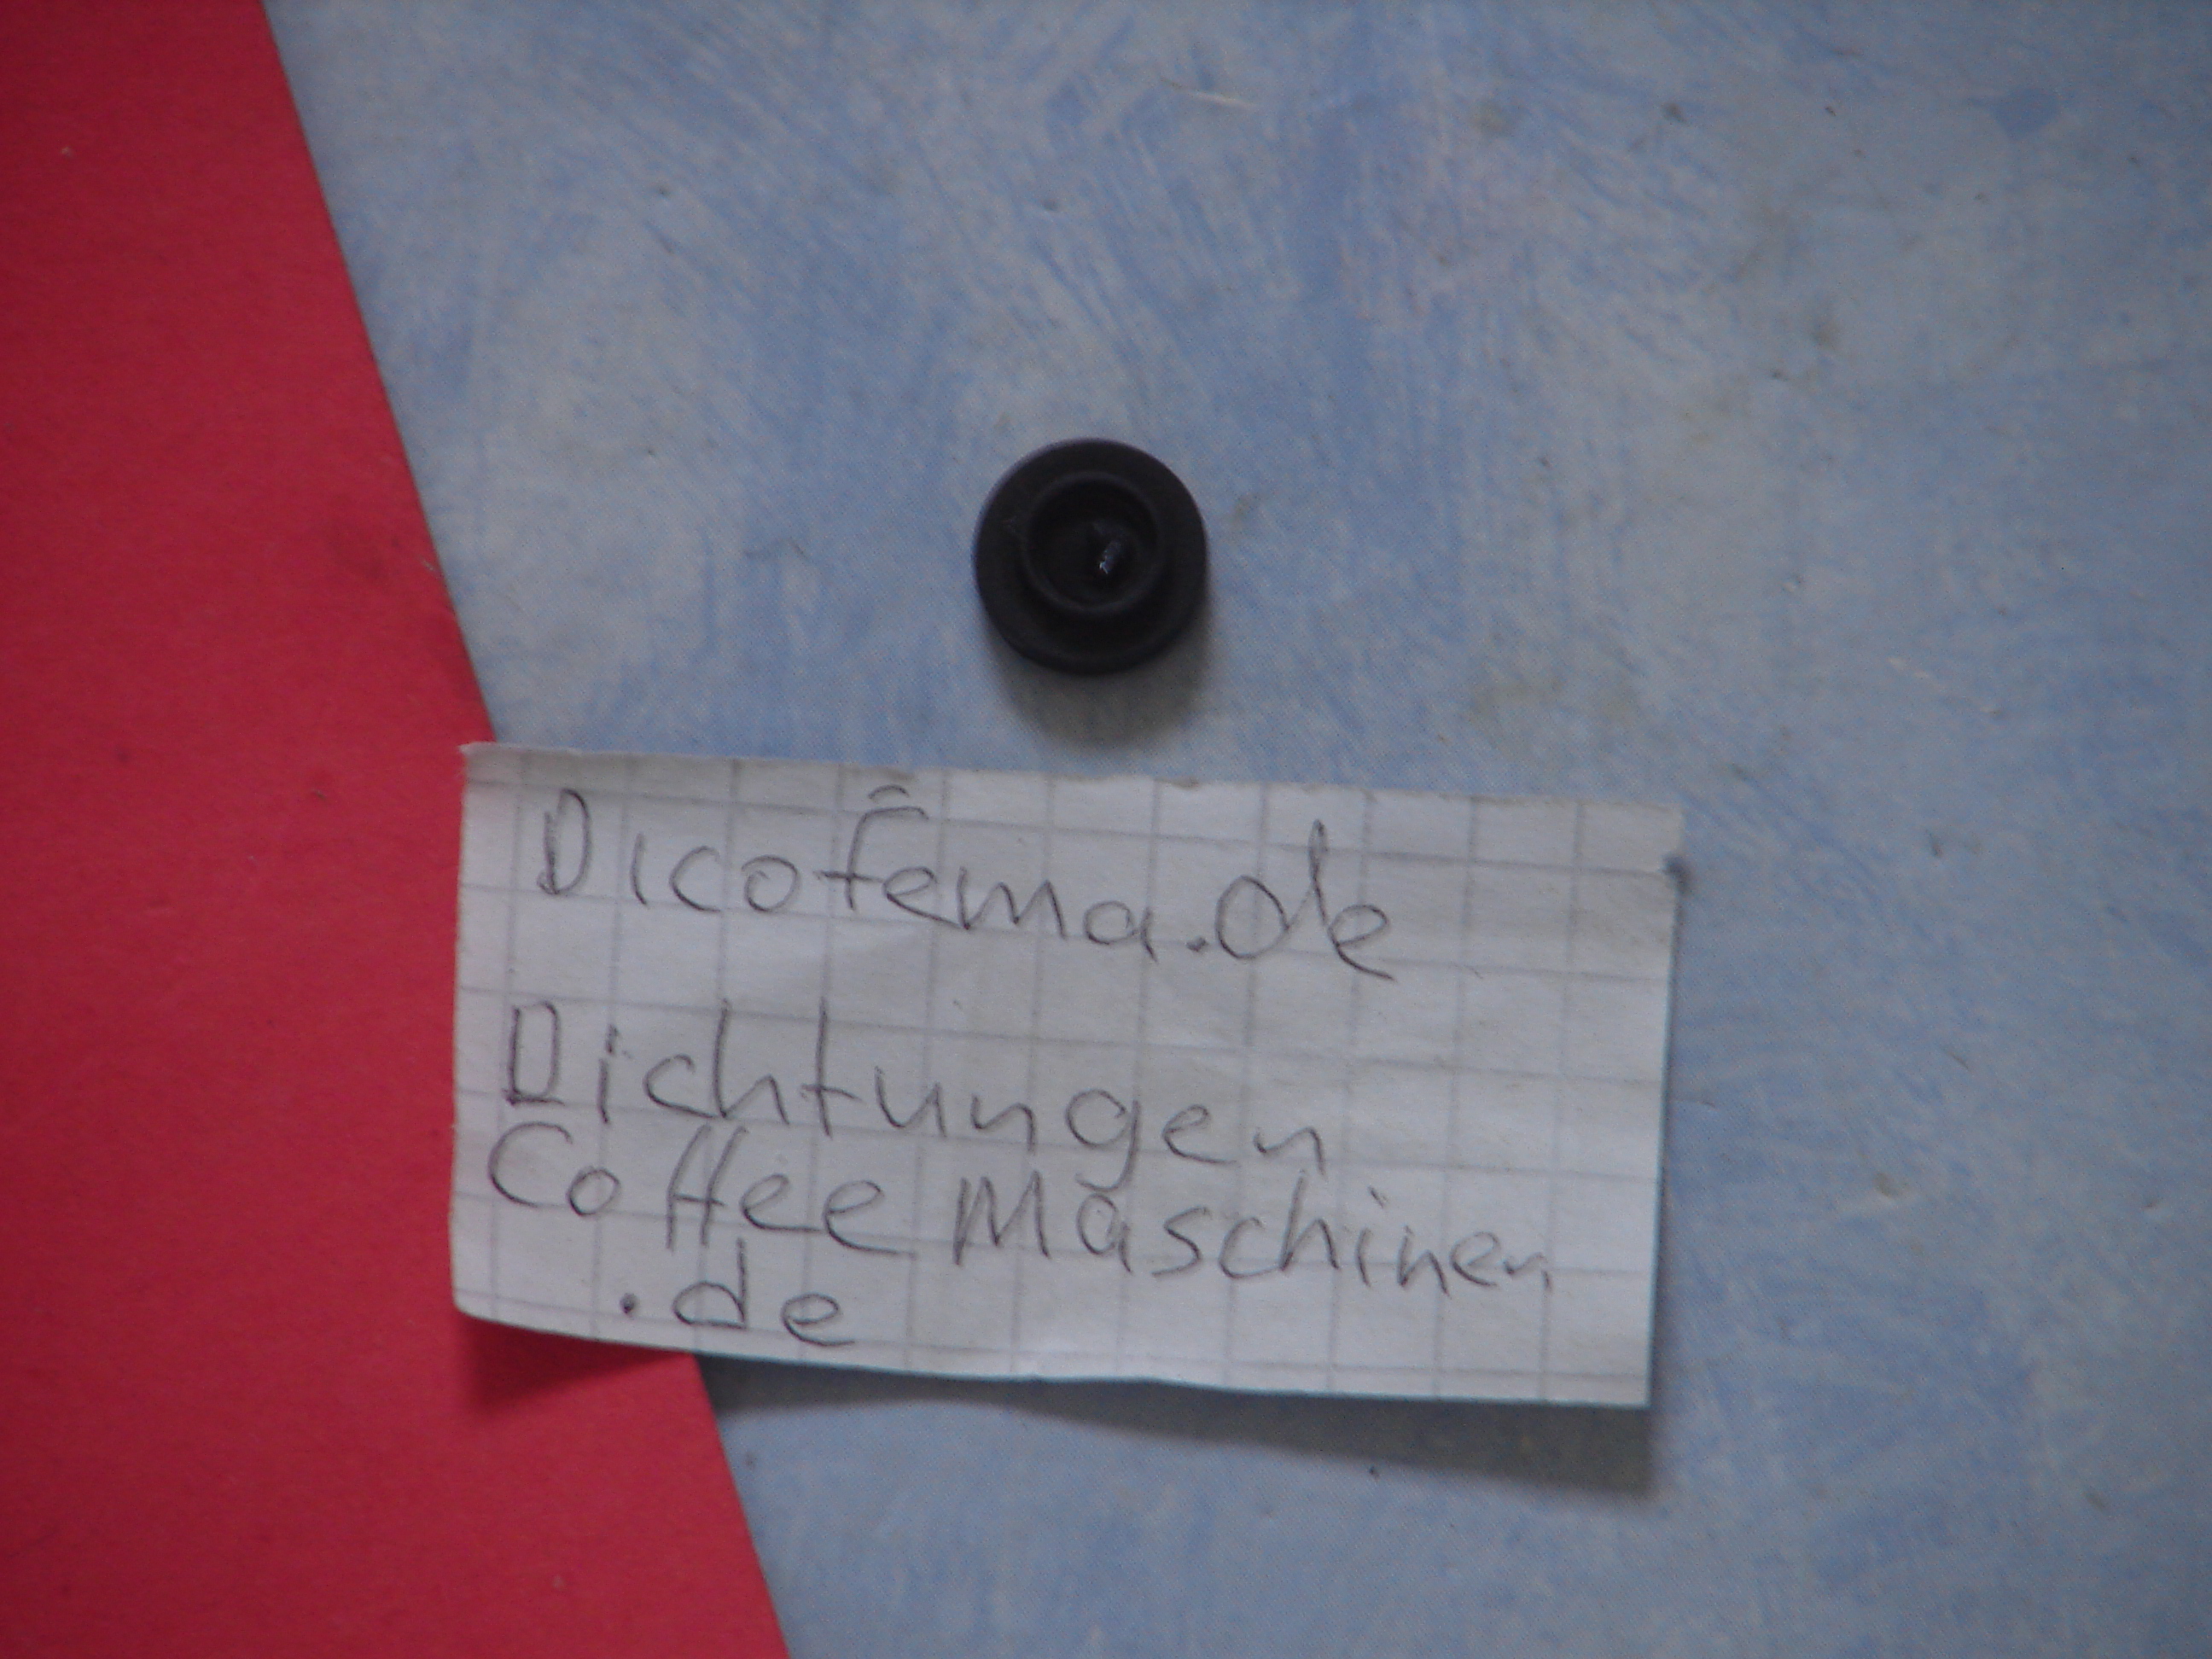 Dicofema.de
Dichtungen
Coffee Maschinen
.de